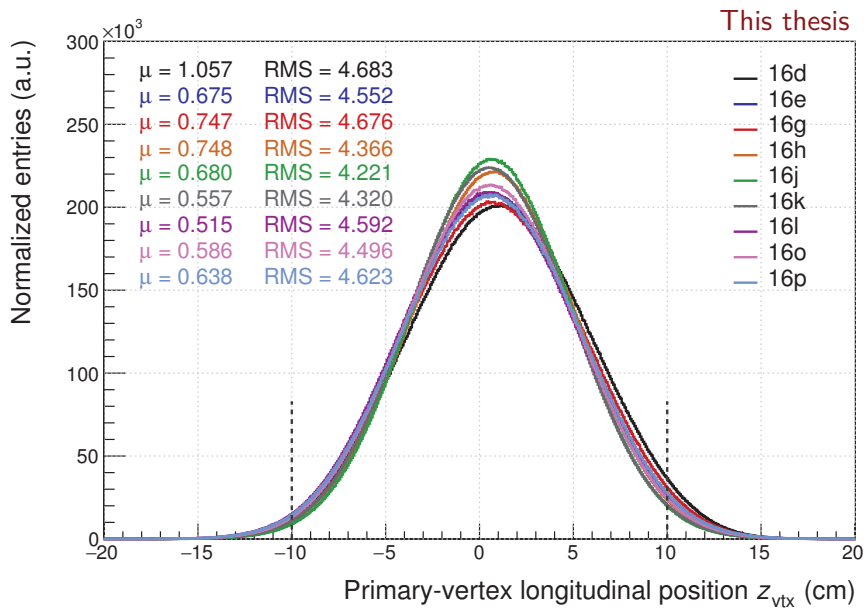 This thesis
×10³
300
250
200
150
100
50
0
Normalized entries (a.u.)
μ = 1.057 RMS = 4.683
μ = 0.675 RMS = 4.552
μ = 0.747 RMS = 4.676
μ = 0.748 RMS = 4.366
μ = 0.680 RMS = 4.221
μ = 0.557 RMS = 4.320
μ = 0.515 RMS = 4.592
μ = 0.586 RMS = 4.496
μ = 0.638 RMS = 4.623
16d
16e
16g
16h
16j
16k
16l
16o
16p
−20 −15 −10 −5 0 5 10 15 20
Primary-vertex longitudinal position z_vtx (cm)